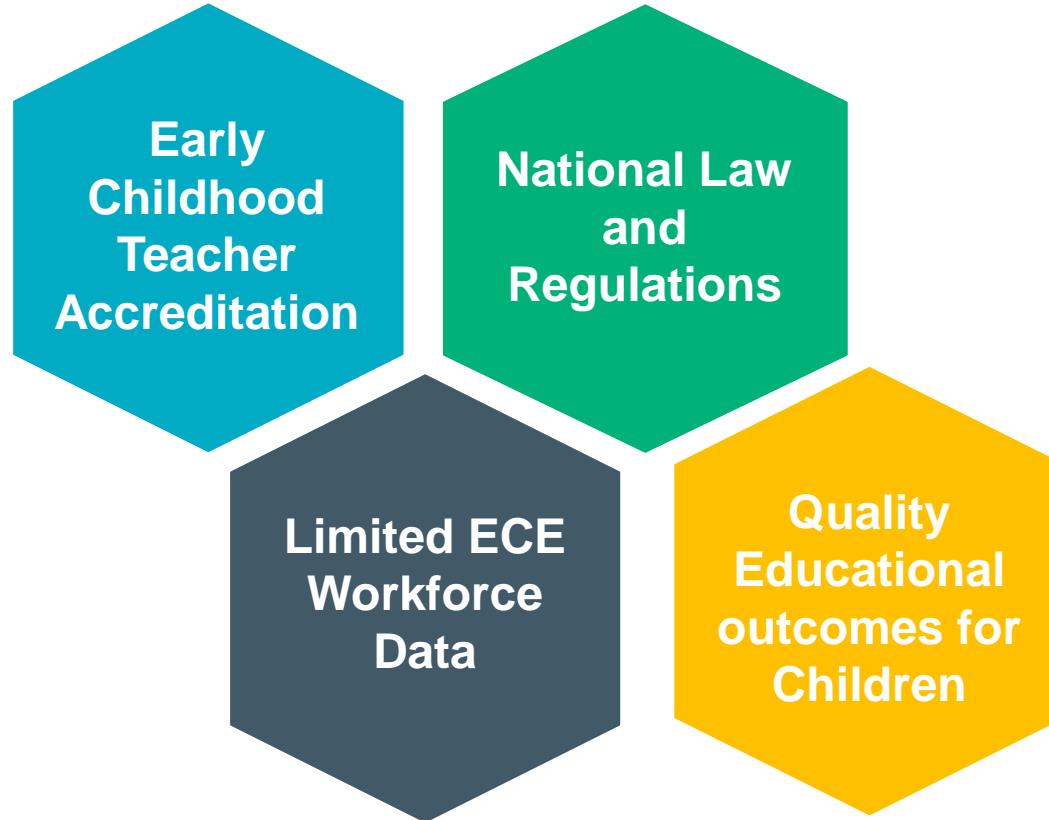 Early
Childhood
Teacher
Accreditation
National Law
and
Regulations
Limited ECE
Workforce
Data
Quality
Educational
outcomes for
Children